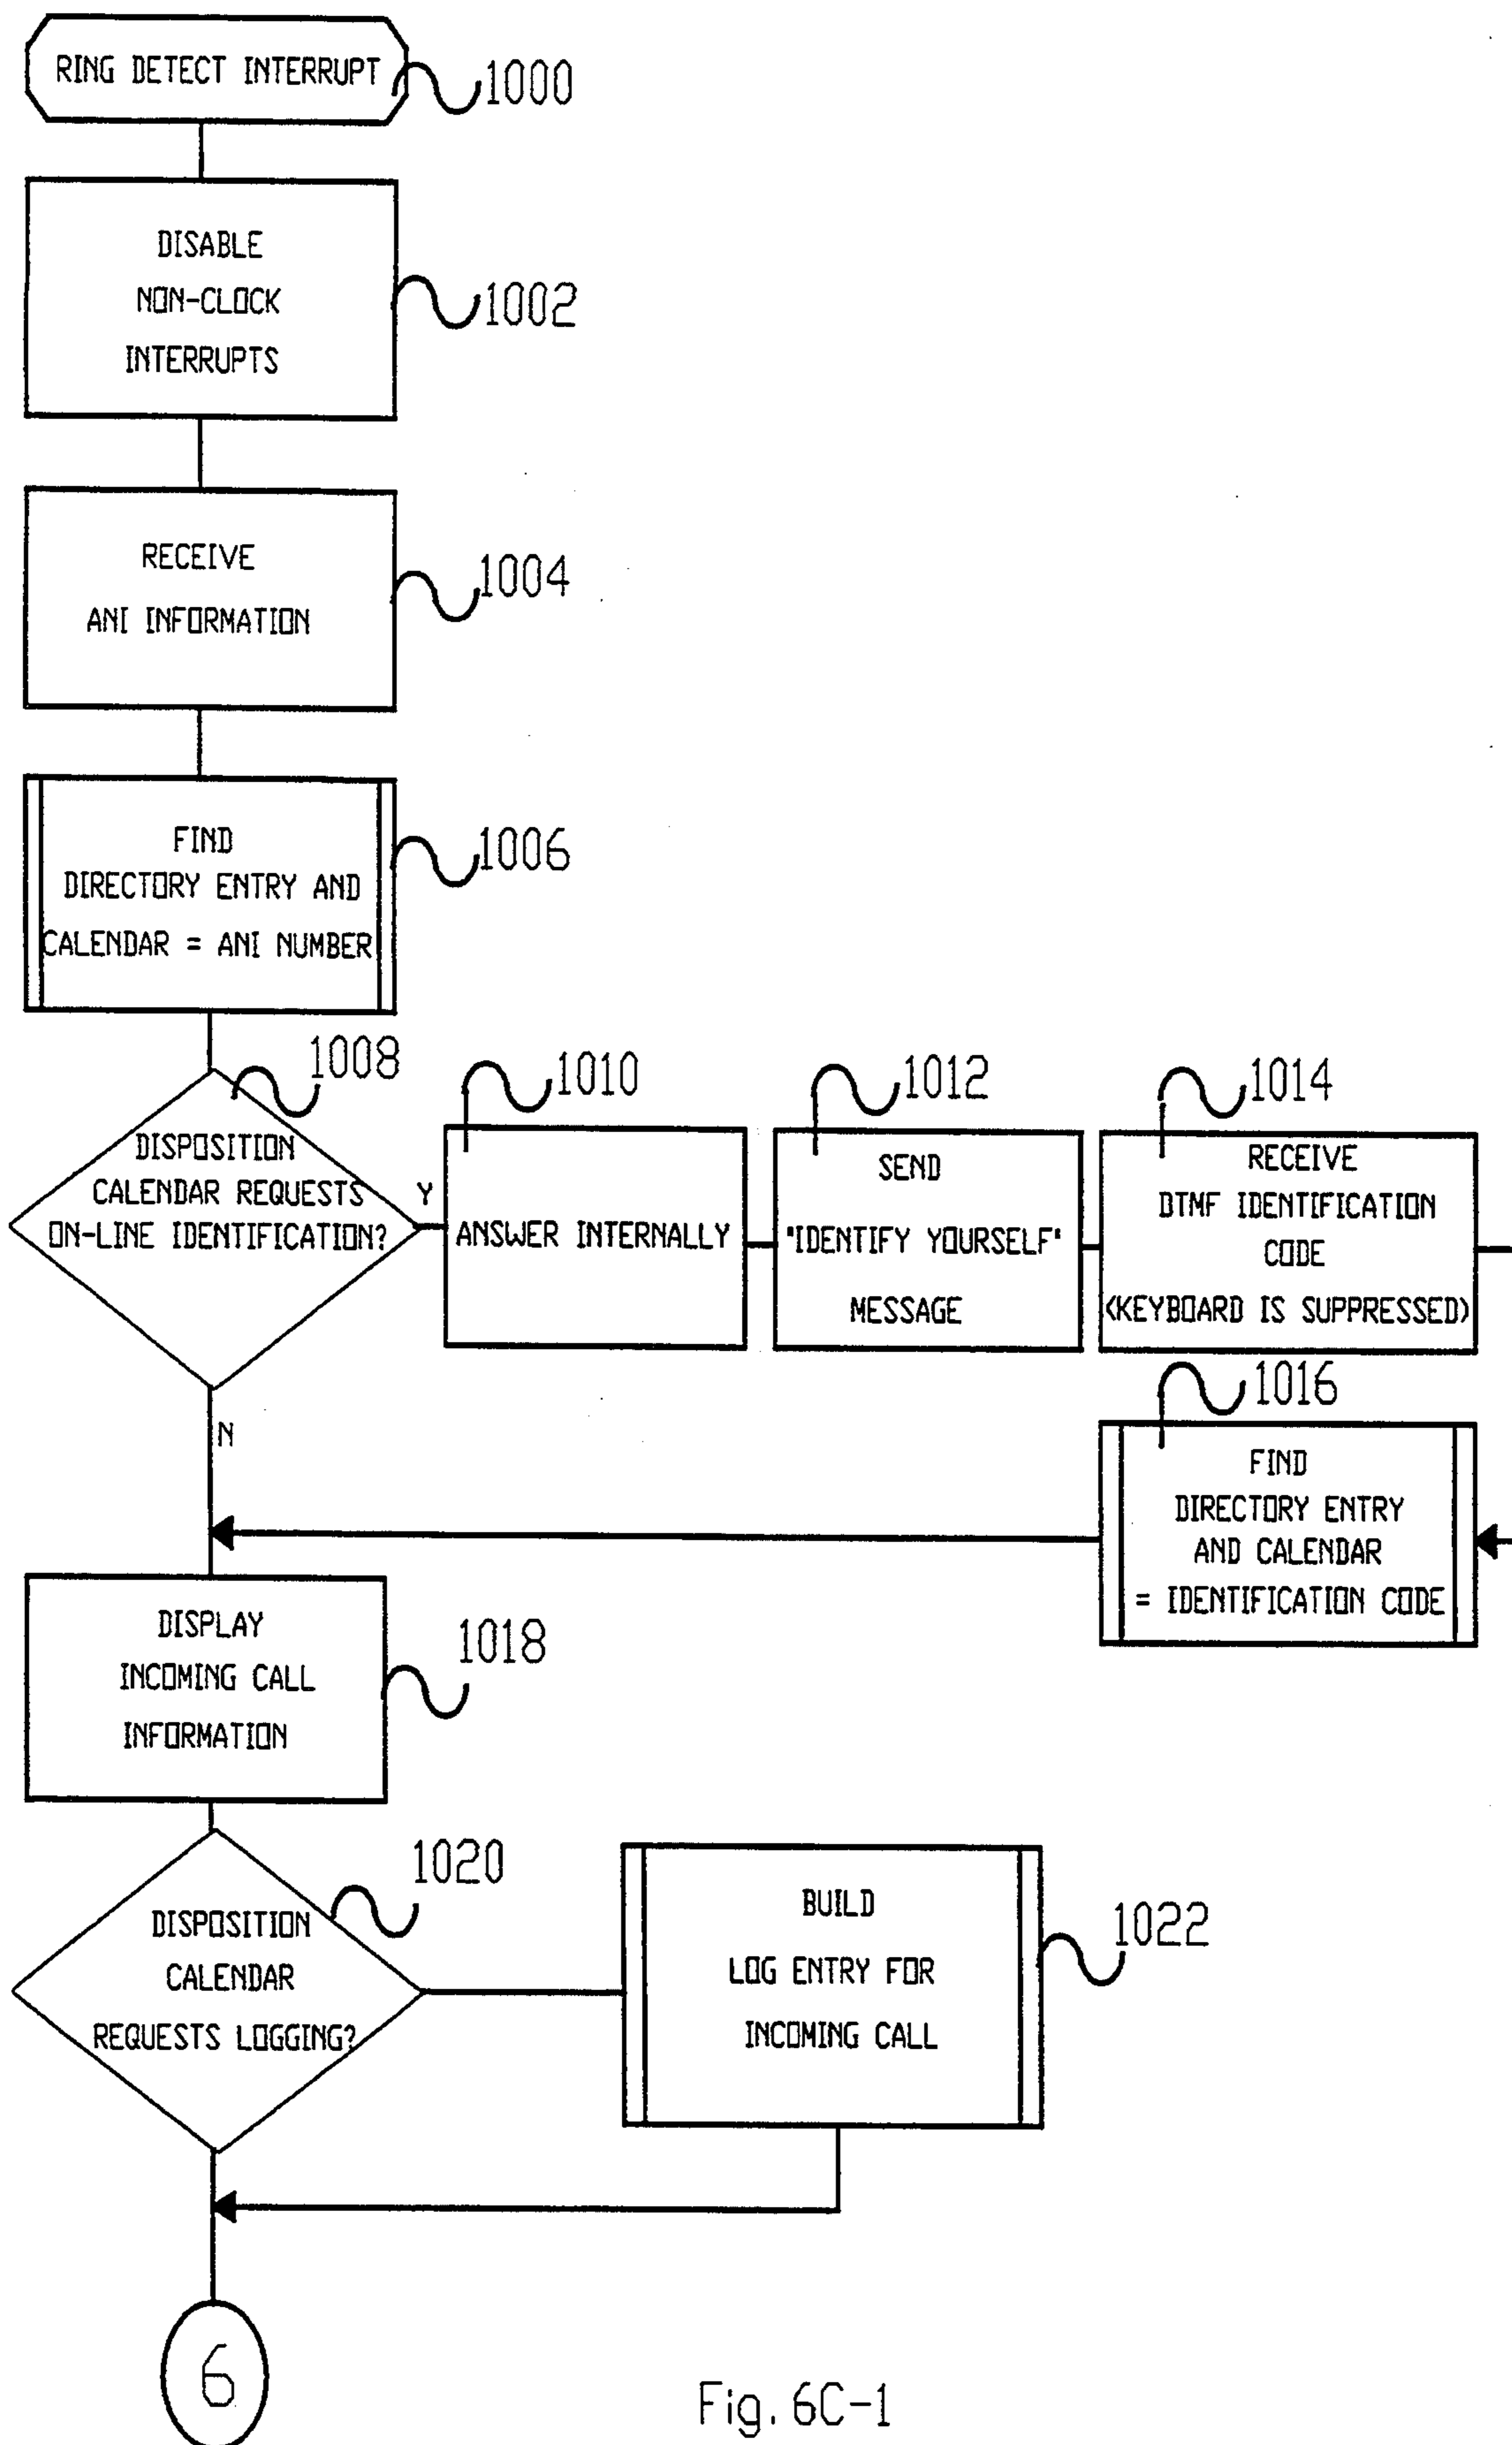 RING DETECT INTERRUPT
1000
DISABLE
NON-CLOCK
INTERRUPTS
1002
RECEIVE
ANI INFORMATION
1004
FIND
DIRECTORY ENTRY AND
CALENDAR = ANI NUMBER
1006
1008
DISPOSITION
CALENDAR REQUESTS
ON-LINE IDENTIFICATION?
Y
N
1010
ANSWER INTERNALLY
1012
SEND
"IDENTIFY YOURSELF"
MESSAGE
1014
RECEIVE
DTMF IDENTIFICATION
CODE
(KEYBOARD IS SUPPRESSED)
1016
FIND
DIRECTORY ENTRY
AND CALENDAR
= IDENTIFICATION CODE
DISPLAY
INCOMING CALL
INFORMATION
1018
1020
DISPOSITION
CALENDAR
REQUESTS LOGGING?
BUILD
LOG ENTRY FOR
INCOMING CALL
1022
6
Fig. 6C-1